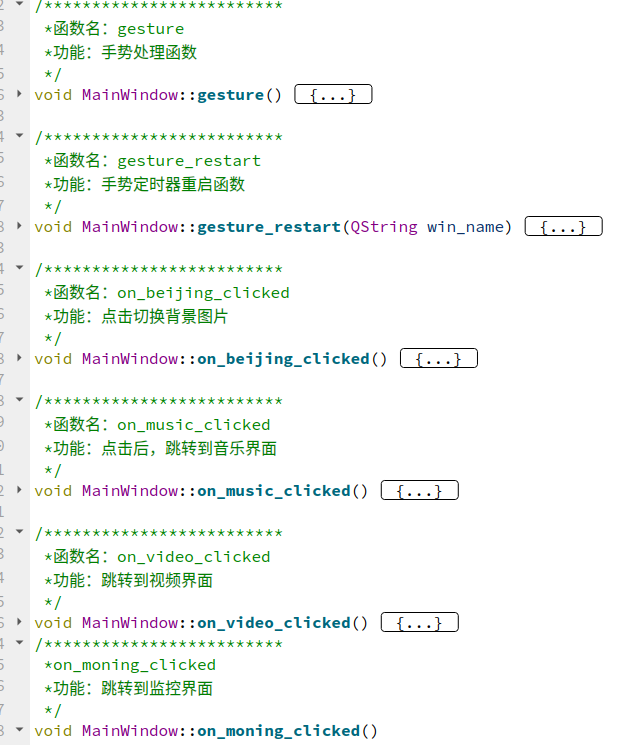 /*************************
*函数名：gesture
*功能：手势处理函数
*/
void MainWindow::gesture() {...}
/*************************
*函数名：gesture_restart
*功能：手势定时器重启函数
*/
void MainWindow::gesture_restart(QString win_name) {...}
/*************************
*函数名：on_beijing_clicked
*功能：点击切换背景图片
*/
void MainWindow::on_beijing_clicked() {...}
/*************************
*函数名：on_music_clicked
*功能：点击后，跳转到音乐界面
*/
void MainWindow::on_music_clicked() {...}
/*************************
*函数名：on_video_clicked
*功能：跳转到视频界面
*/
void MainWindow::on_video_clicked() {...}
/*************************
*on_moning_clicked
*功能：跳转到监控界面
*/
void MainWindow::on_moning_clicked()